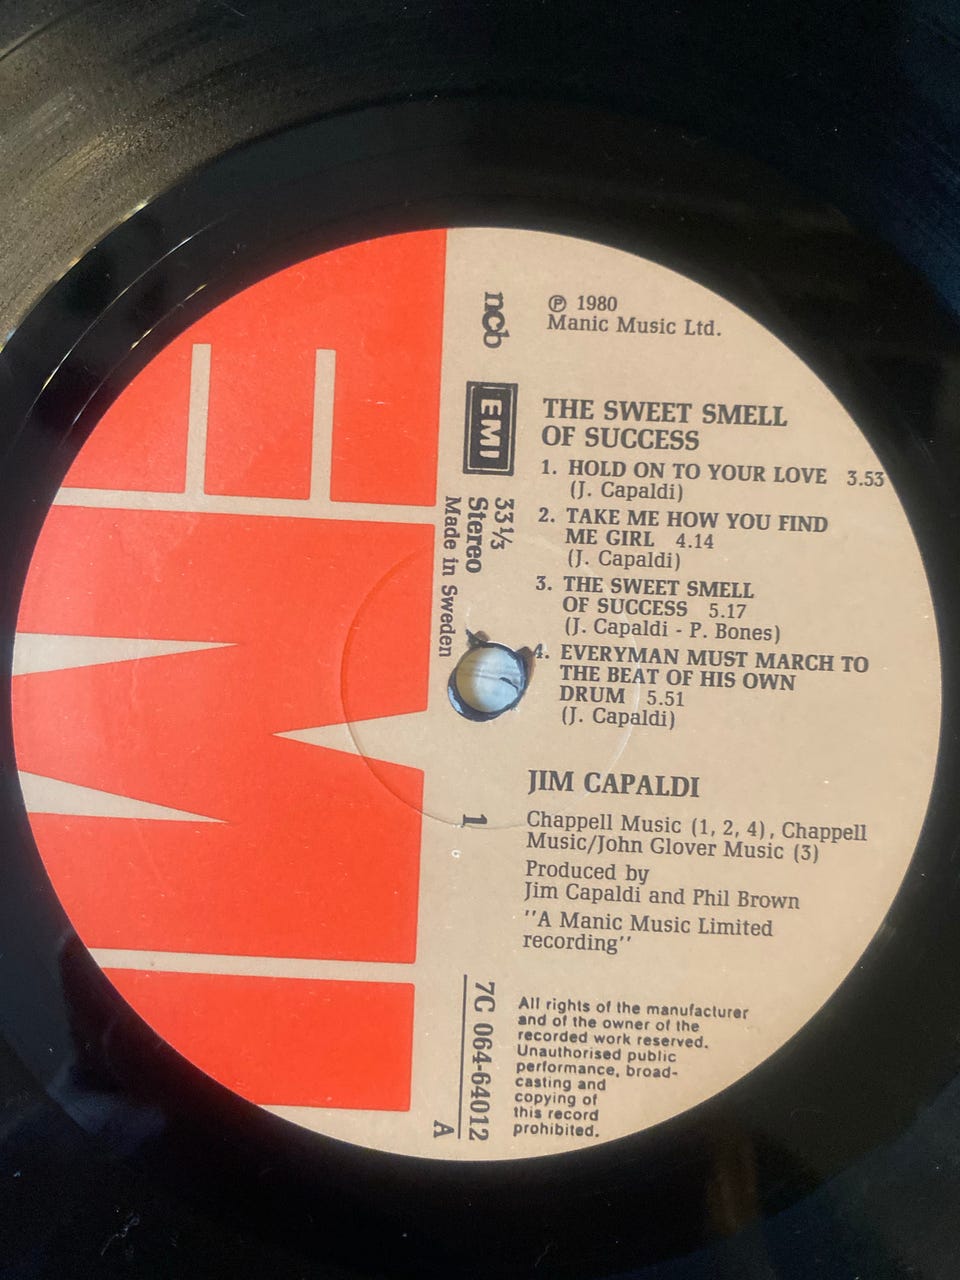 ncb
EMI
33⅓
Stereo
Made in Sweden
1
7C 064-64012
A
℗ 1980
Manic Music Ltd.
THE SWEET SMELL
OF SUCCESS
1. HOLD ON TO YOUR LOVE 3.53
(J. Capaldi)
2. TAKE ME HOW YOU FIND
ME GIRL 4.14
(J. Capaldi)
3. THE SWEET SMELL
OF SUCCESS 5.17
(J. Capaldi - P. Bones)
4. EVERYMAN MUST MARCH TO
THE BEAT OF HIS OWN
DRUM 5.51
(J. Capaldi)
JIM CAPALDI
Chappell Music (1, 2, 4), Chappell
Music/John Glover Music (3)
Produced by
Jim Capaldi and Phil Brown
''A Manic Music Limited
recording''
All rights of the manufacturer
and of the owner of the
recorded work reserved.
Unauthorised public
performance, broad-
casting and
copying of
this record
prohibited.
EMI